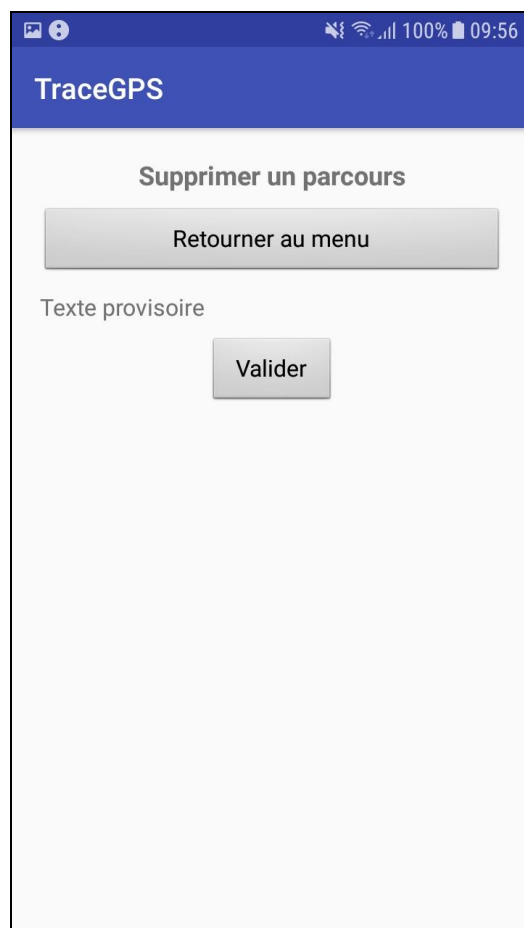 100% 09:56
TraceGPS
Supprimer un parcours
Retourner au menu
Texte provisoire
Valider